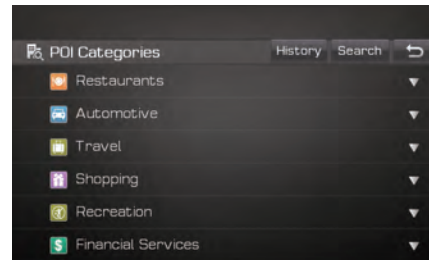 POI Categories History Search
Restaurants
Automotive
Travel
Shopping
Recreation
Financial Services